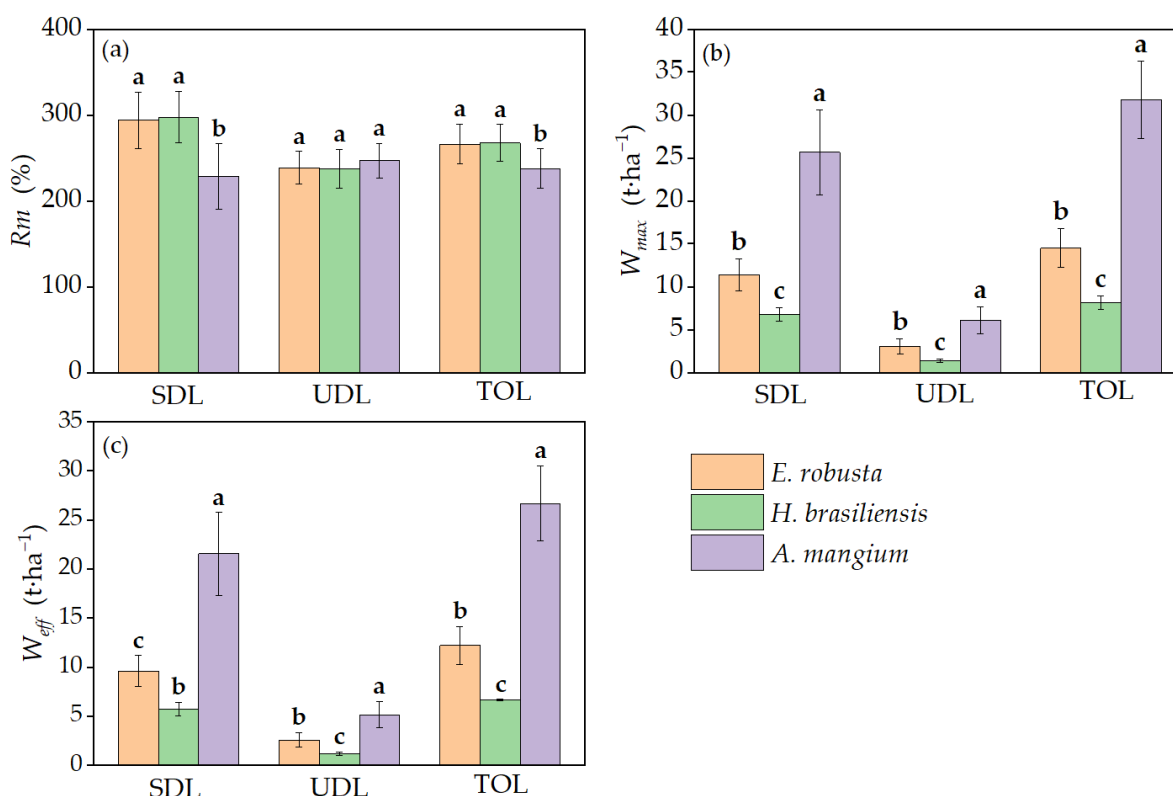 (a)
Rm (%)
400
300
200
100
0
a a b
a a a
a a b
SDL UDL TOL
(b)
W_max (t·ha⁻¹)
40
35
30
25
20
15
10
5
0
b c a
b c a
b c a
SDL UDL TOL
(c)
W_eff (t·ha⁻¹)
35
30
25
20
15
10
5
0
c b a
b c a
b c a
SDL UDL TOL
E. robusta
H. brasiliensis
A. mangium